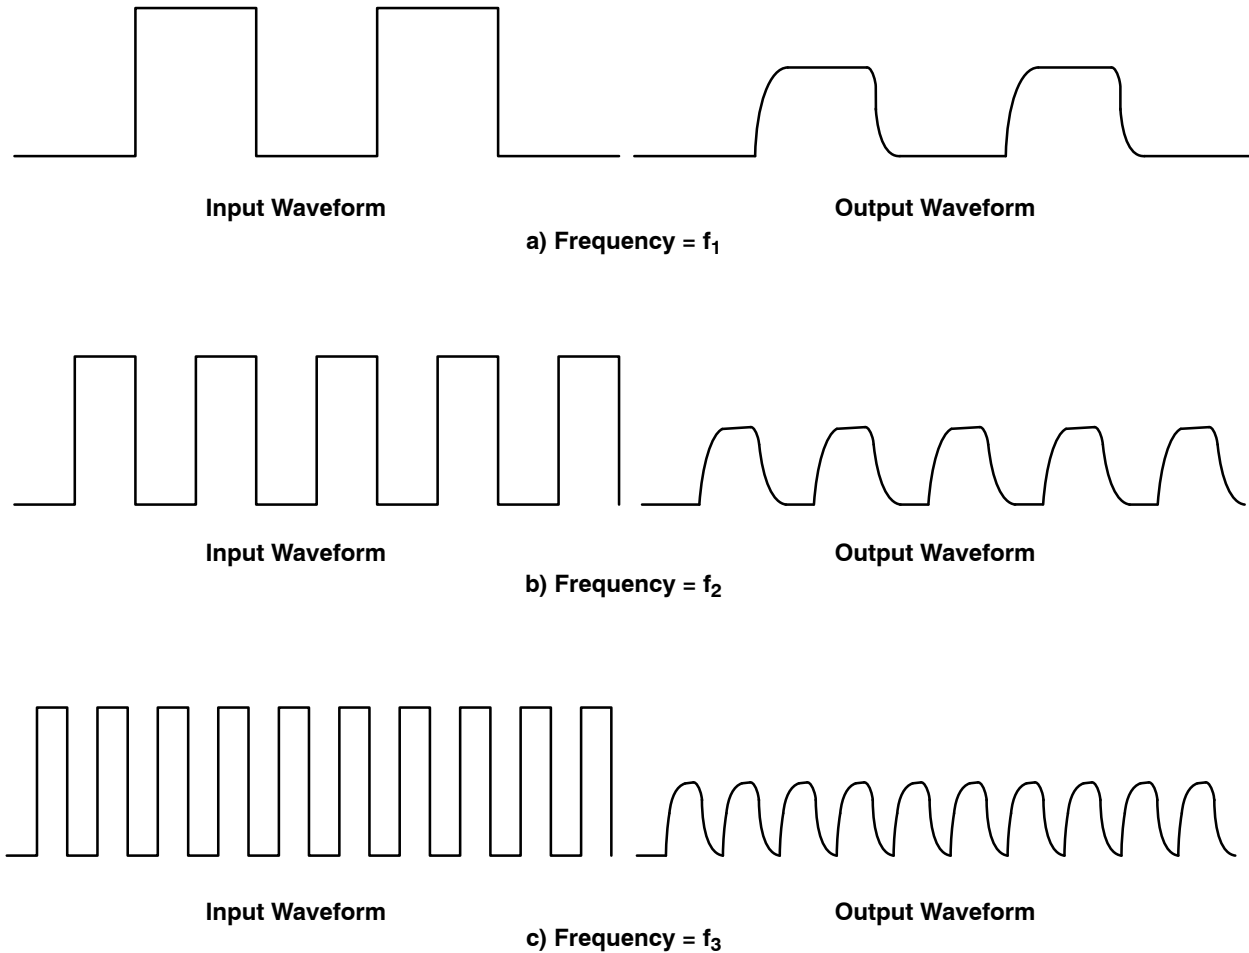 Input Waveform
Output Waveform
a) Frequency = f1
Input Waveform
Output Waveform
b) Frequency = f2
Input Waveform
Output Waveform
c) Frequency = f3